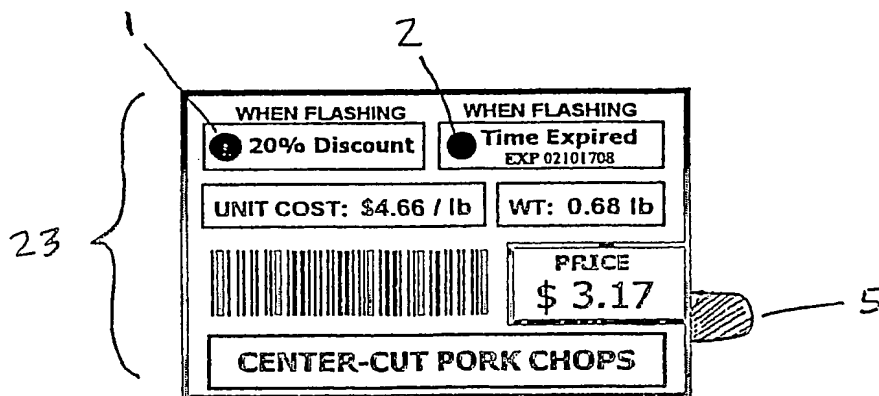 1
2
WHEN FLASHING WHEN FLASHING
20% Discount Time Expired
EXP 02101708
UNIT COST: $4.66 / lb WT: 0.68 lb
23
PRICE
$ 3.17
5
CENTER-CUT PORK CHOPS